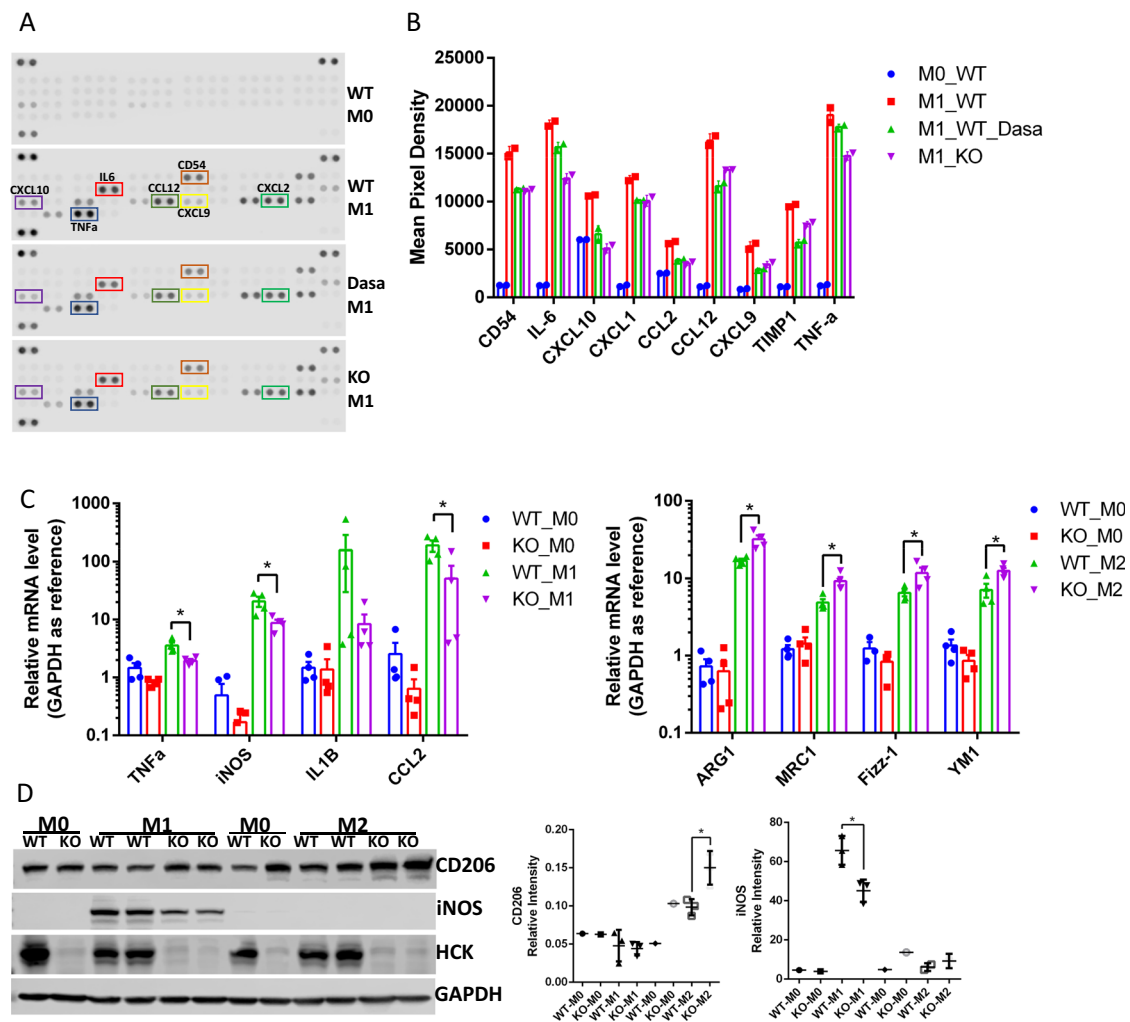 A
WT
M0
CXCL10
IL6
CCL12
CD54
CXCL9
CXCL2
TNFa
WT
M1
Dasa
M1
KO
M1
B
Mean Pixel Density
25000
20000
15000
10000
5000
0
CD54
IL-6
CXCL10
CXCL1
CCL2
CCL12
CXCL9
TIMP1
TNF-a
M0_WT
M1_WT
M1_WT_Dasa
M1_KO
C
Relative mRNA level
(GAPDH as reference)
1000
100
10
1
0.1
* * *
TNFa
iNOS
IL1B
CCL2
WT_M0
KO_M0
WT_M1
KO_M1
Relative mRNA level
(GAPDH as reference)
100
10
1
0.1
* * * *
ARG1
MRC1
Fizz-1
YM1
WT_M0
KO_M0
WT_M2
KO_M2
D
M0 M1 M0 M2
WT KO WT WT KO KO WT KO WT WT KO KO
CD206
iNOS
HCK
GAPDH
CD206
Relative Intensity
0.20
0.15
0.10
0.05
0.00
*
WT-M0
KO-M0
WT-M1
KO-M1
WT-M0
KO-M0
WT-M2
KO-M2
iNOS
Relative Intensity
80
60
40
20
0
*
WT-M0
KO-M0
WT-M1
KO-M1
WT-M0
KO-M0
WT-M2
KO-M2